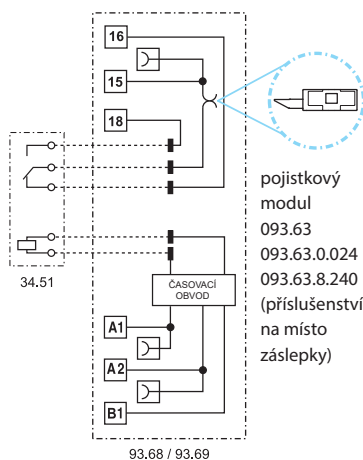 16
15
18
34.51
ČASOVACÍ
OBVOD
A1
A2
B1
93.68 / 93.69
pojistkový
modul
093.63
093.63.0.024
093.63.8.240
(příslušenství
na místo
záslepky)